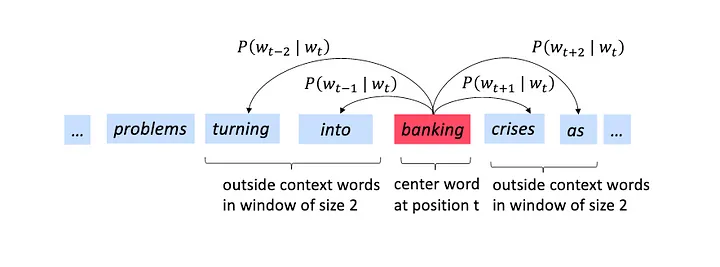 P(w_{t−2} | w_t)
P(w_{t+2} | w_t)
P(w_{t−1} | w_t)
P(w_{t+1} | w_t)
... problems turning into banking crises as ...
outside context words
in window of size 2
center word
at position t
outside context words
in window of size 2